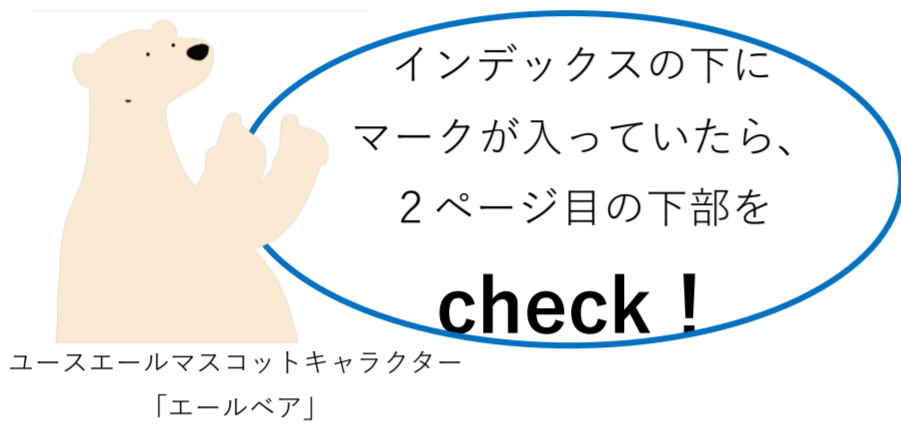 インデックスの下に
マークが入っていたら、
２ページ目の下部を
check！
ユースエールマスコットキャラクター
「エールベア」